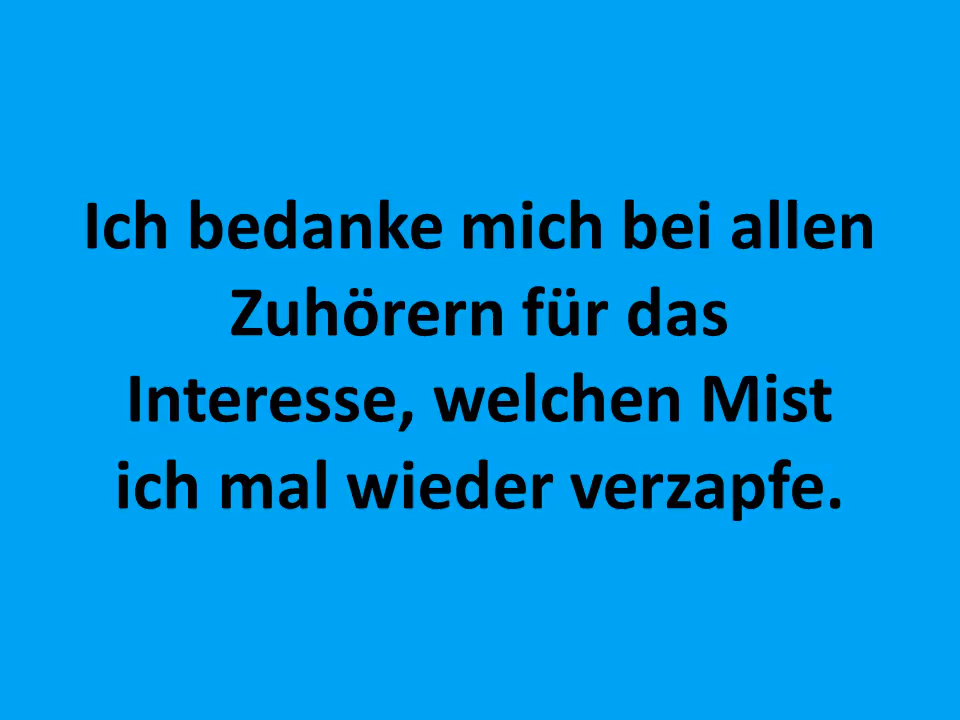 Ich bedanke mich bei allen
Zuhörern für das
Interesse, welchen Mist
ich mal wieder verzapfe.